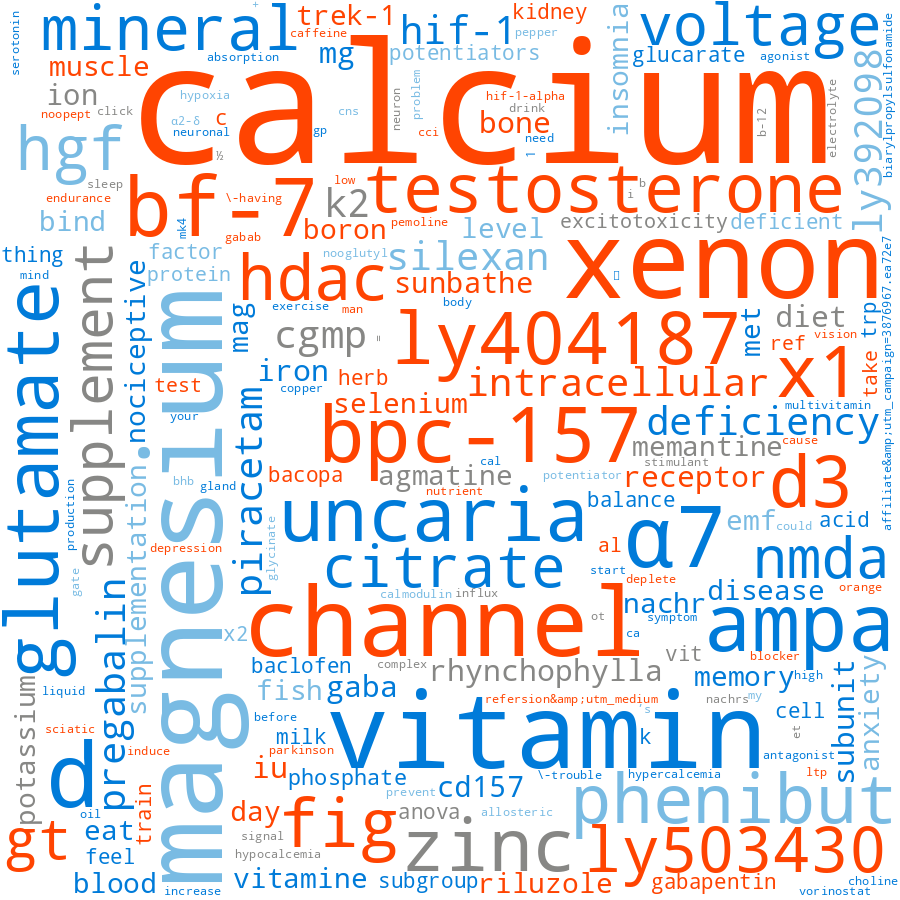 serotonin
mineral
+
caffeine
trek-1
hif-1
kidney
insomnia
voltage
biarylpropylsulfonamide
absorption
mg
potentiators
pepper
glucarate
agonist
muscle
calcium
ion
click
noopept
hypoxia
α2-δ
c
neuronal
½
cns
gp
neuron
problem
cci
hif-1-alpha
drink
bone
need
1
b-12
electrolyte
ly392098
hgf
sleep
endurance
bind
bf-7
\-having
low
k2
testosterone
i
b
mk4
gabab
boron
pemoline
level
excitotoxicity
deficient
thing
mind
factor
protein
nooglutyl
silexan
xenon
hdac
sunbathe
body
affiliate&amp;utm_campaign=3876967.ea72e7
supplement
nociceptive
magnesium
mag
exercise
man
cgmp
ly404187
met
diet
trp
glutamate
iron
copper
herb
intracellular
ref
vision
x1
take
test
your
selenium
multivitamin
bpc-157
deficiency
cause
memantine
stimulant
piracetam
bacopa
agmatine
cal
potentiator
receptor
d3
bhb
gland
nutrient
production
supplementation
uncaria
balance
α7
emf
could
acid
depression
glycinate
citrate
al
start
deplete
nmda
gate
calmodulin
influx
channel
ot
nachr
disease
orange
ca
symptom
ampa
pregabalin
x2
baclofen
complex
rhynchophylla
vit
blocker
potassium
liquid
fish
gaba
refersion&amp;utm_medium
memory
high
nachrs
my
subunit
anxiety
sciatic
d
before
vitamin
's
cell
et
induce
milk
parkinson
k
antagonist
iu
phosphate
prevent
cd157
\-trouble
hypercalcemia
ltp
oil
train
day
fig
anova
allosteric
phenibut
gt
eat
feel
signal
hypocalcemia
zinc
ly503430
blood
increase
vitamine
subgroup
riluzole
gabapentin
choline
vorinostat